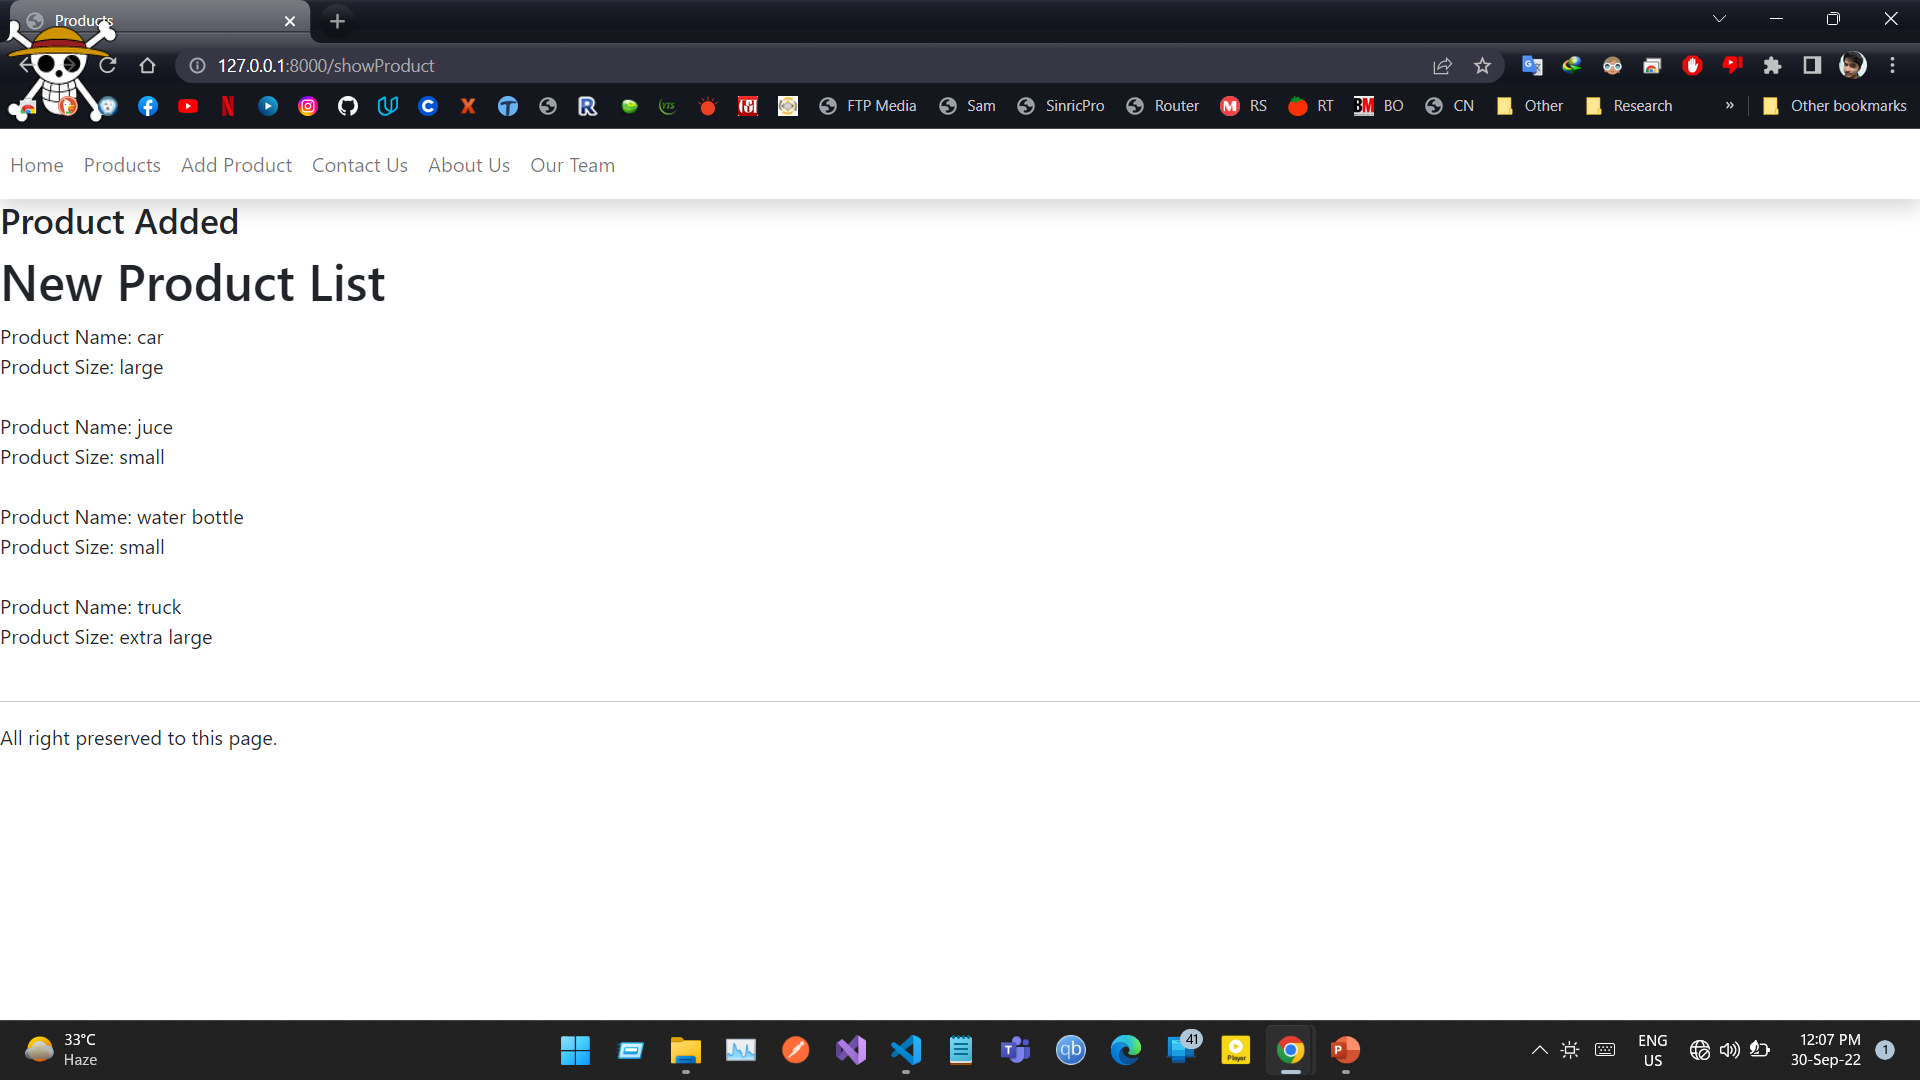 Products
127.0.0.1:8000/showProduct
FTP Media
Sam
SinricPro
Router
RS
RT
BM
BO
CN
Other
Research
»
Other bookmarks
Home
Products
Add Product
Contact Us
About Us
Our Team
Product Added
New Product List
Product Name: car
Product Size: large
Product Name: juce
Product Size: small
Product Name: water bottle
Product Size: small
Product Name: truck
Product Size: extra large
All right preserved to this page.
33°C
Haze
41
Player
ENG
US
12:07 PM
30-Sep-22
1